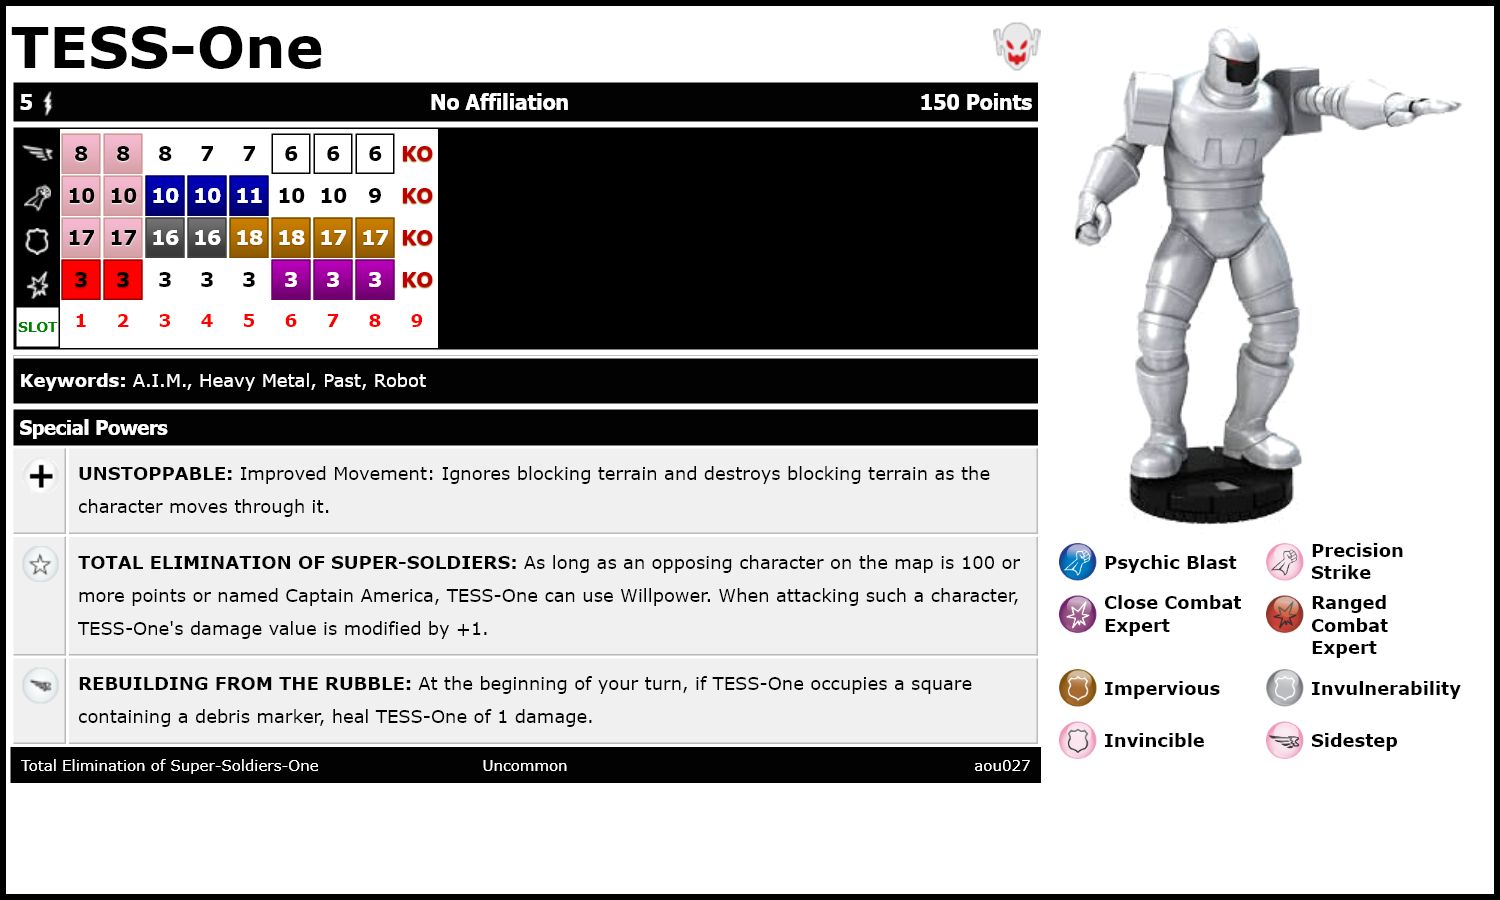 TESS-One
5 No Affiliation 150 Points
8 8 8 7 7 6 6 6 KO
10 10 10 10 11 10 10 9 KO
17 17 16 16 18 18 17 17 KO
3 3 3 3 3 3 3 3 KO
SLOT 1 2 3 4 5 6 7 8 9
Keywords: A.I.M., Heavy Metal, Past, Robot
Special Powers
UNSTOPPABLE: Improved Movement: Ignores blocking terrain and destroys blocking terrain as the
character moves through it.
TOTAL ELIMINATION OF SUPER-SOLDIERS: As long as an opposing character on the map is 100 or
more points or named Captain America, TESS-One can use Willpower. When attacking such a character,
TESS-One's damage value is modified by +1.
REBUILDING FROM THE RUBBLE: At the beginning of your turn, if TESS-One occupies a square
containing a debris marker, heal TESS-One of 1 damage.
Total Elimination of Super-Soldiers-One Uncommon aou027
Psychic Blast
Precision
Strike
Close Combat
Expert
Ranged
Combat
Expert
Impervious
Invulnerability
Invincible
Sidestep